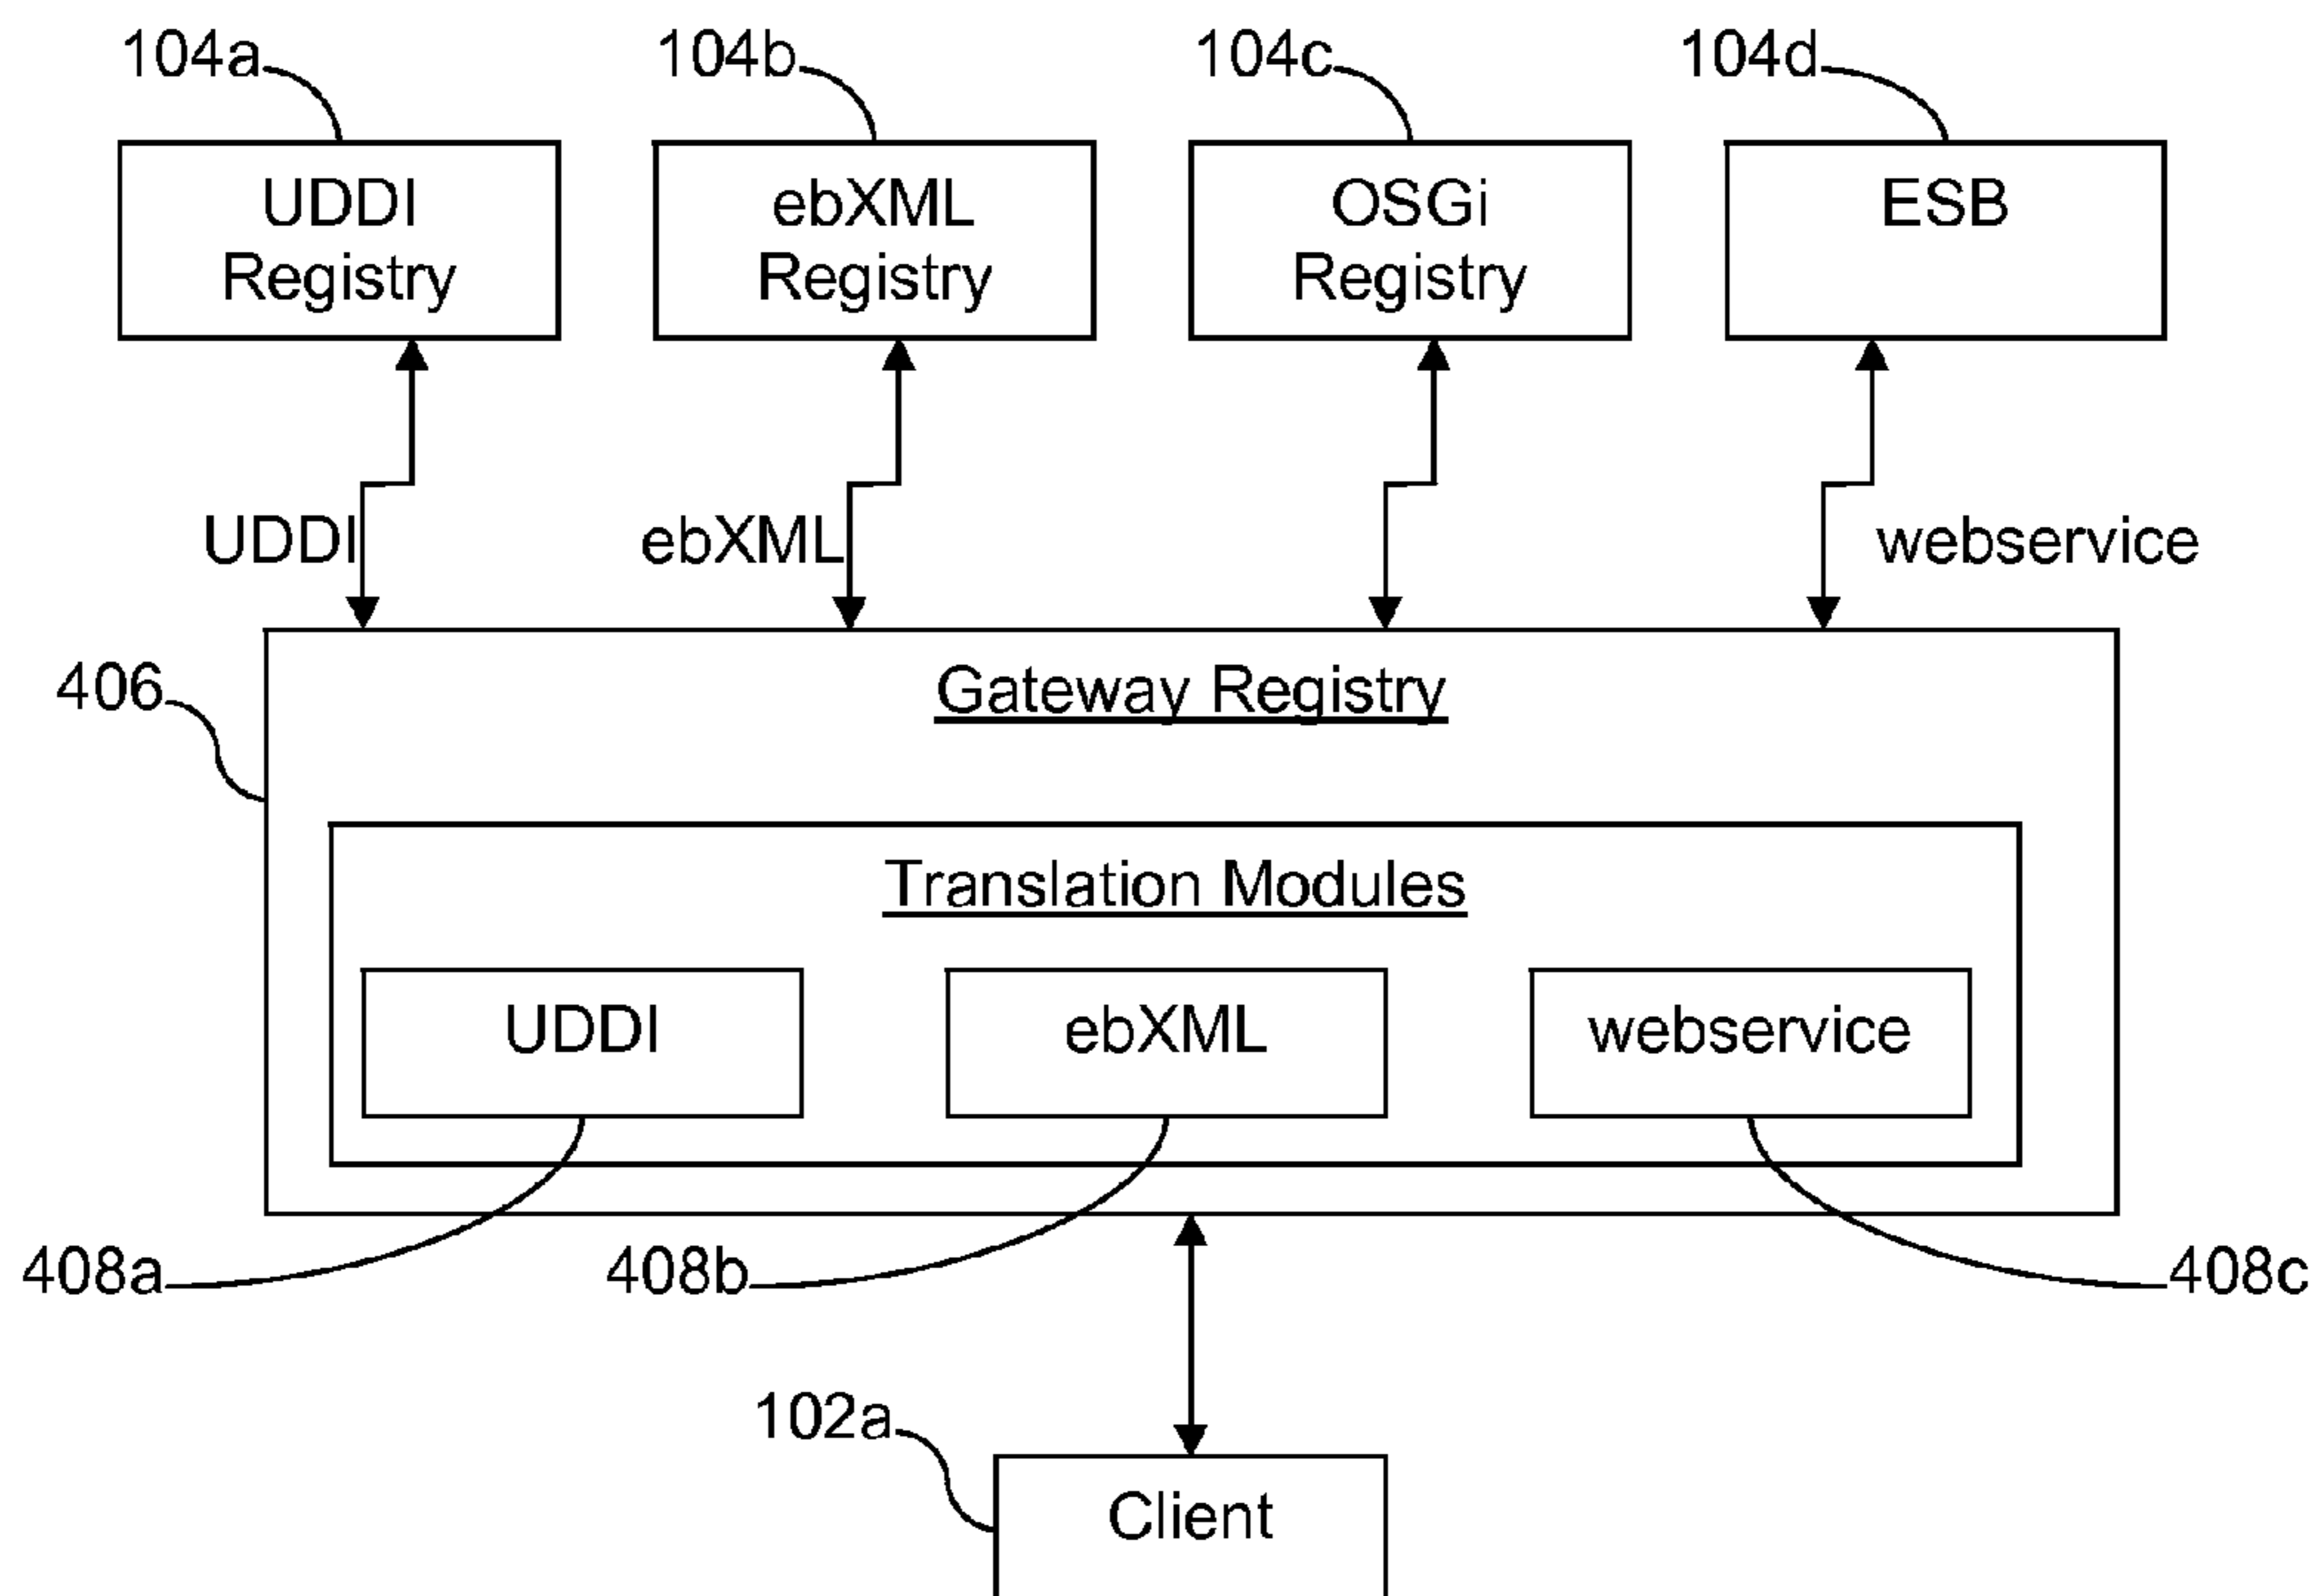 104a
104b
104c
104d
UDDI
Registry
ebXML
Registry
OSGi
Registry
ESB
UDDI
ebXML
webservice
406
Gateway Registry
Translation Modules
UDDI
ebXML
webservice
408a
408b
408c
102a
Client